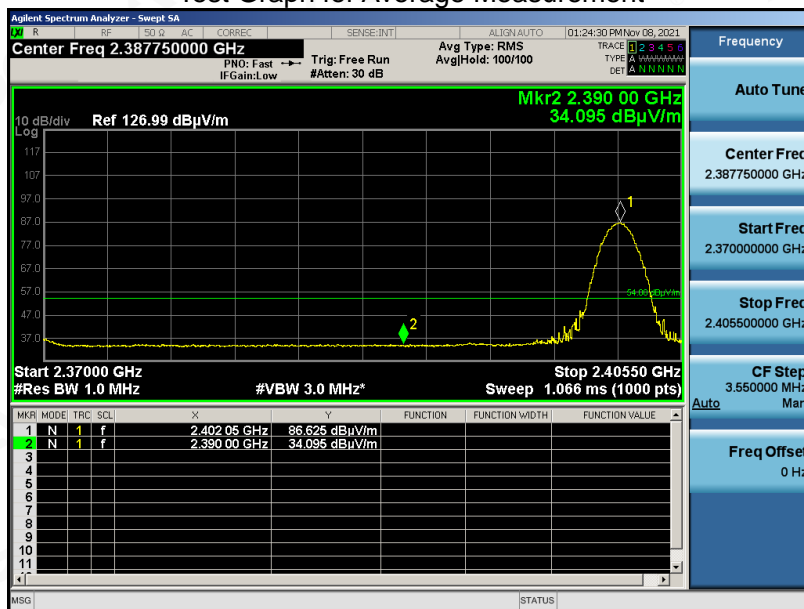 Test Graph for Average Measurement
Agilent Spectrum Analyzer - Swept SA
LXI R RF 50 Ω AC CORREC SENSE:INT ALIGN AUTO 01:24:30 PM Nov 08, 2021
Center Freq 2.387750000 GHz
PNO: Fast
IFGain:Low
Trig: Free Run
#Atten: 30 dB
Avg Type: RMS
Avg|Hold: 100/100
TRACE 1 2 3 4 5 6
TYPE A WWWWW
DET A N N N N N
Mkr2 2.390 00 GHz
34.095 dBµV/m
10 dB/div Ref 126.99 dBµV/m
Log
117
107
97.0
87.0
77.0
67.0
57.0
47.0
37.0
1
54.00 dBµV/m
2
Start 2.37000 GHz Stop 2.40550 GHz
#Res BW 1.0 MHz #VBW 3.0 MHz* Sweep 1.066 ms (1000 pts)
MKR MODE TRC SCL X Y FUNCTION FUNCTION WIDTH FUNCTION VALUE
1 N 1 f 2.402 05 GHz 86.625 dBµV/m
2 N 1 f 2.390 00 GHz 34.095 dBµV/m
3
4
5
6
7
8
9
10
11
MSG STATUS
Frequency
Auto Tune
Center Freq
2.387750000 GHz
Start Freq
2.370000000 GHz
Stop Freq
2.405500000 GHz
CF Step
3.550000 MHz
Auto Man
Freq Offset
0 Hz